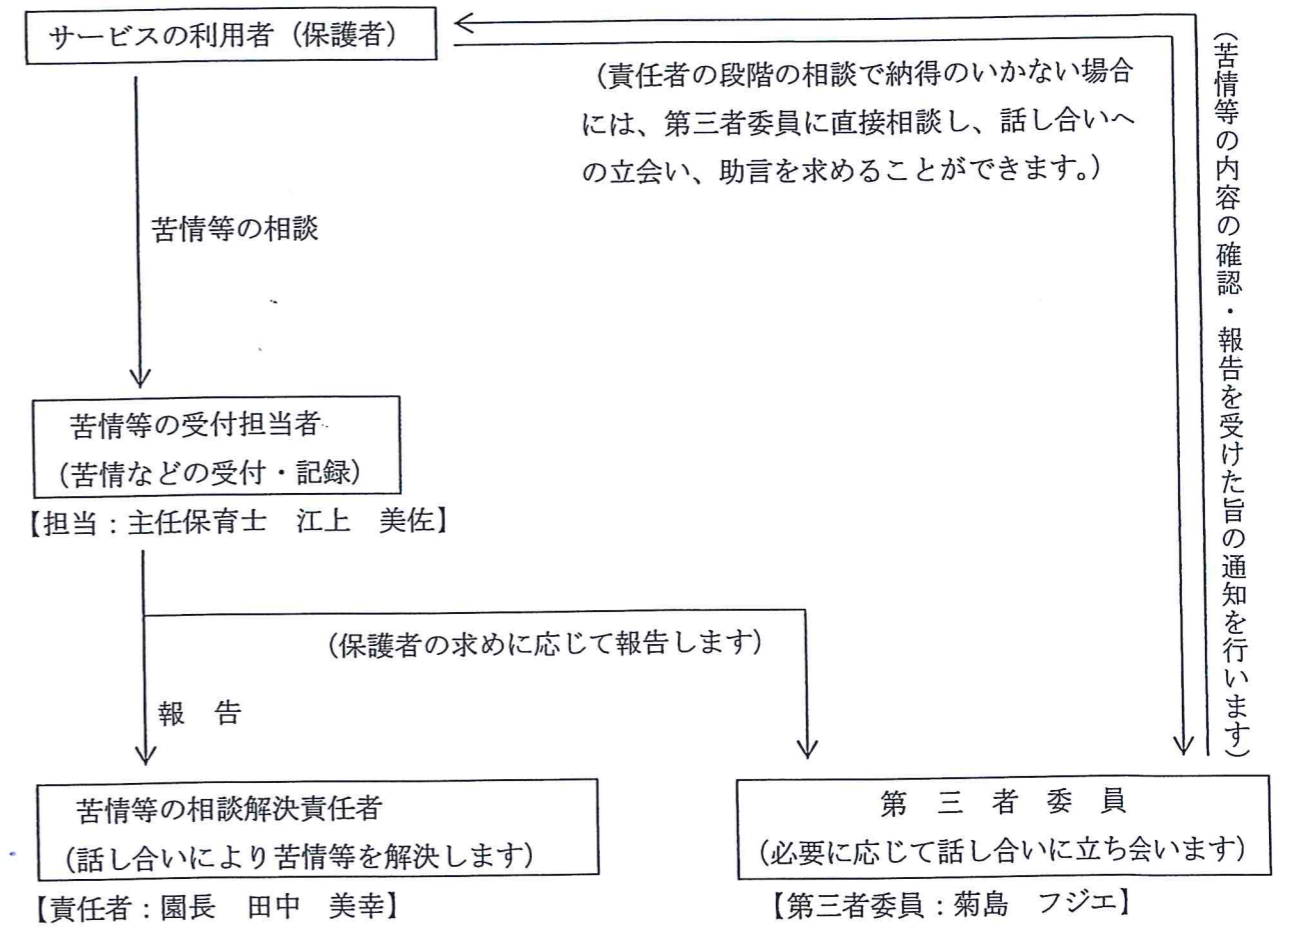 サービスの利用者（保護者）
（責任者の段階の相談で納得のいかない場合
には、第三者委員に直接相談し、話し合いへ
の立会い、助言を求めることができます。）
（苦情等の内容の確認・報告を受けた旨の通知を行います）
苦情等の相談
苦情等の受付担当者
（苦情などの受付・記録）
【担当：主任保育士　江上　美佐】
（保護者の求めに応じて報告します）
報　告
苦情等の相談解決責任者
（話し合いにより苦情等を解決します）
【責任者：園長　田中　美幸】
第　三　者　委　員
（必要に応じて話し合いに立ち会います）
【第三者委員：菊島　フジエ】